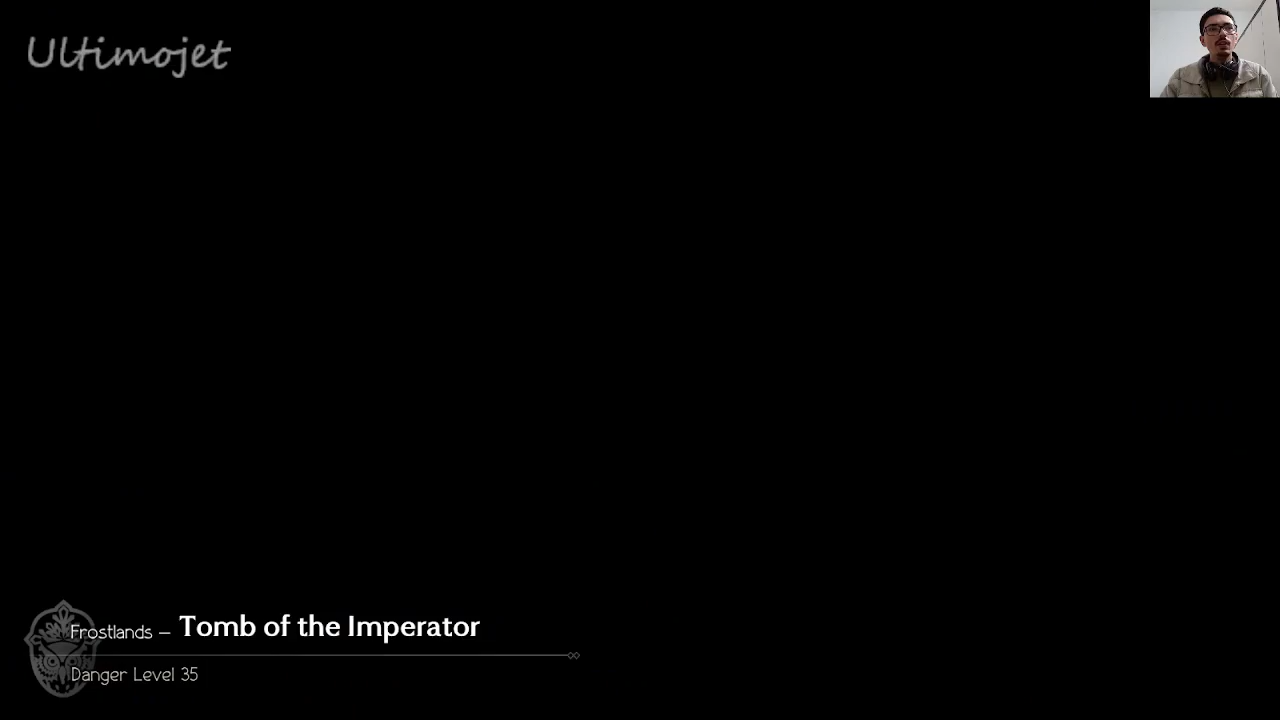 Ultimojet
Frostlands – Tomb of the Imperator
Danger Level 35